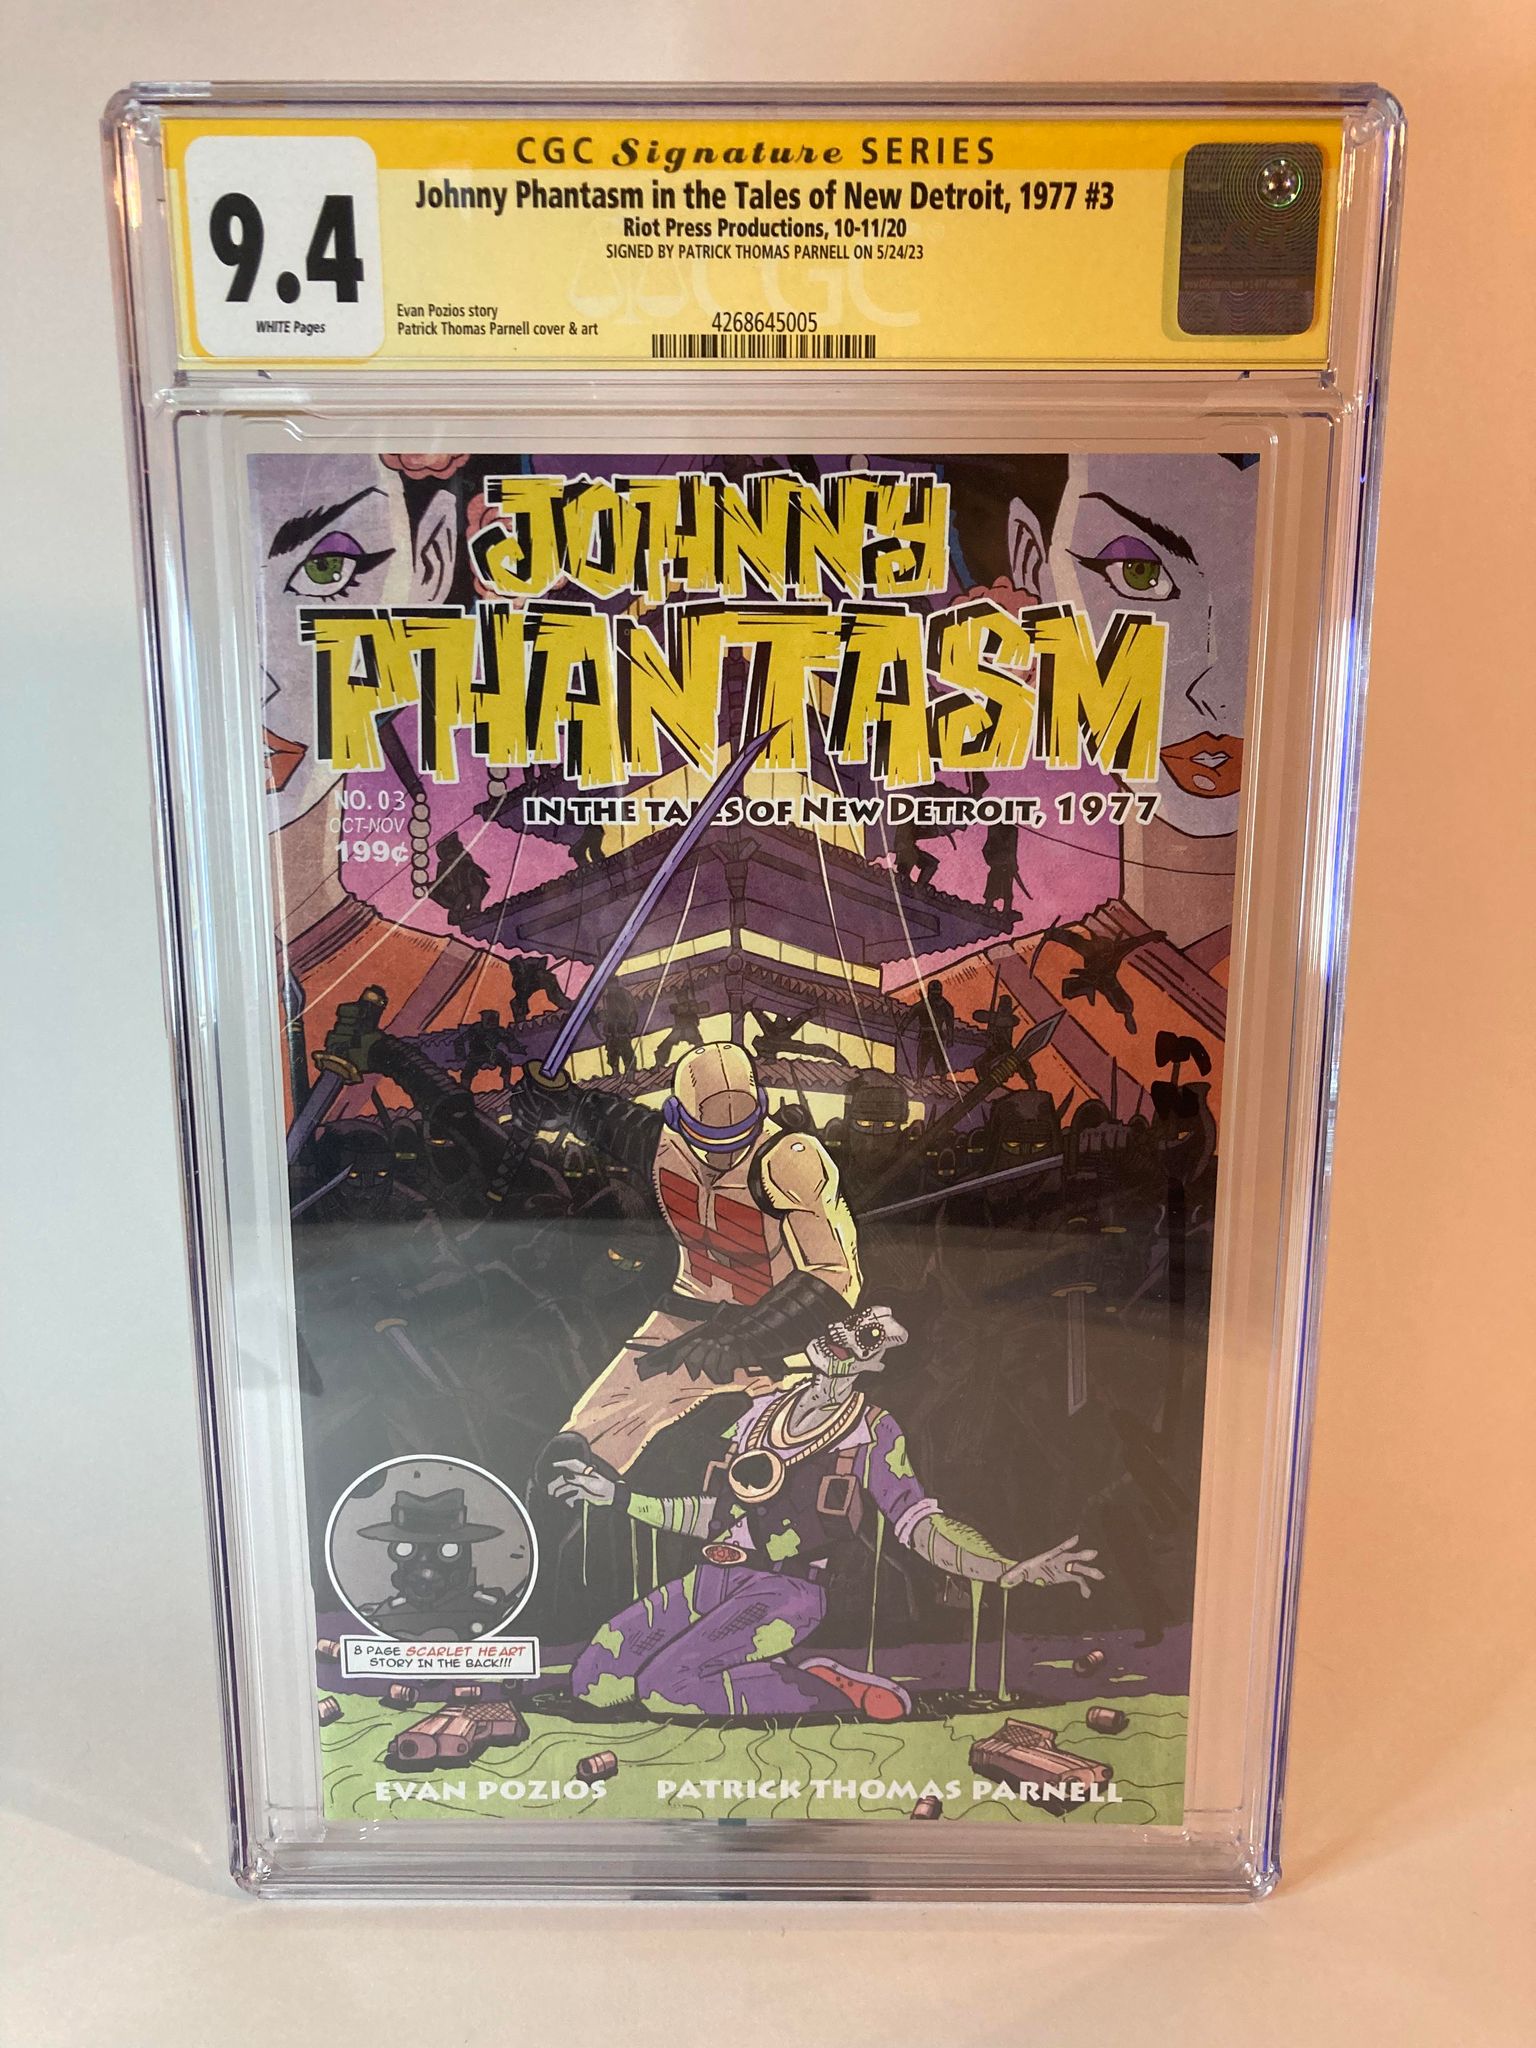 CGC Signature SERIES
Johnny Phantasm in the Tales of New Detroit, 1977 #3
Riot Press Productions, 10-11/20
SIGNED BY PATRICK THOMAS PARNELL ON 5/24/23
9.4
WHITE Pages
Evan Pozios story
Patrick Thomas Parnell cover & art
CGC
4268645005
JOHNNY
PHANTASM
IN THE TALES OF NEW DETROIT, 1977
NO. 03
OCT-NOV
199¢
8 PAGE SCARLET HEART
STORY IN THE BACK!!!
EVAN POZIOS PATRICK THOMAS PARNELL